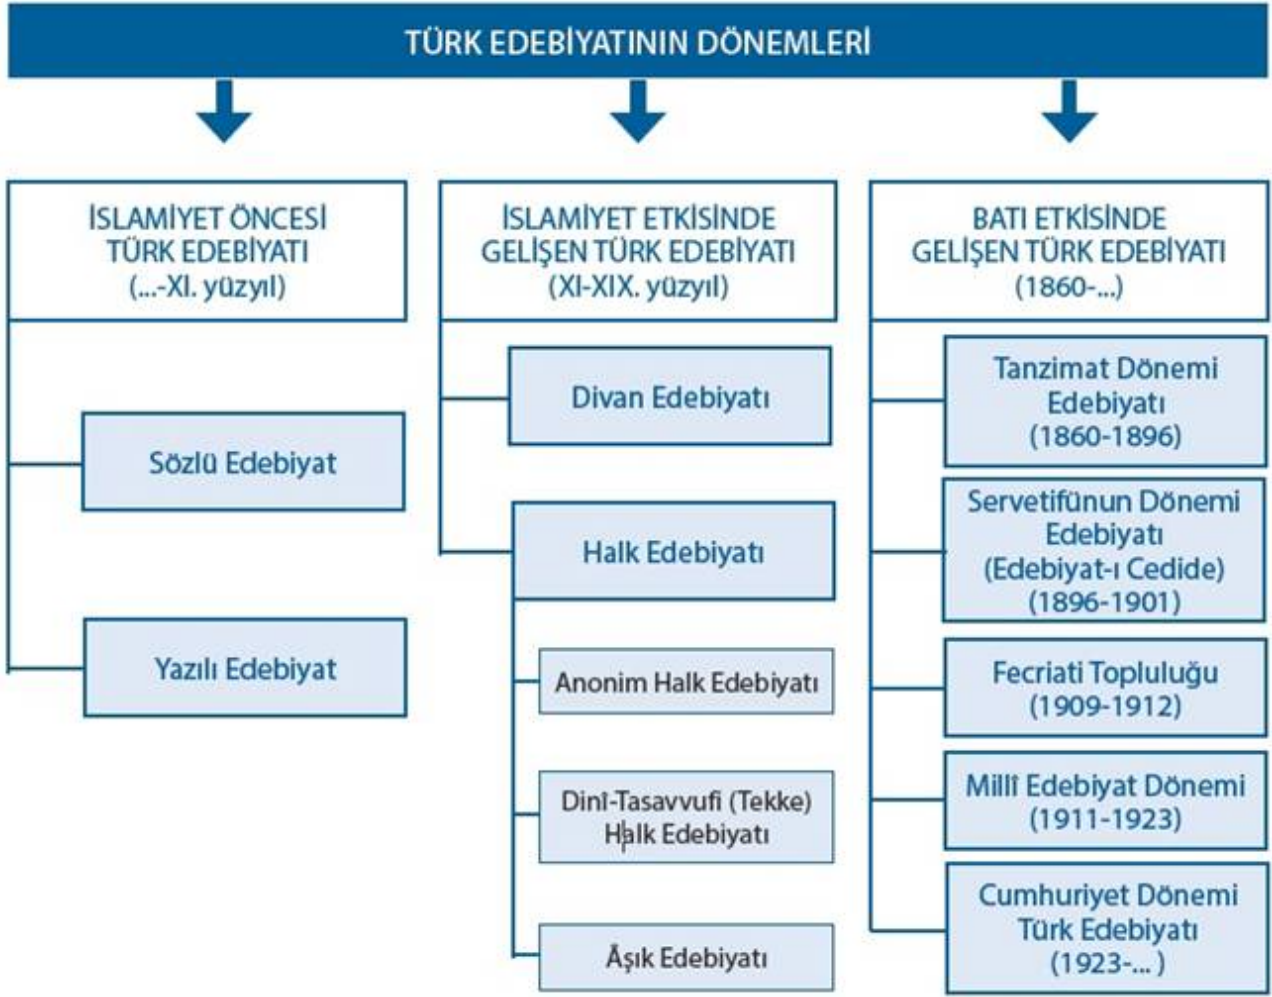 TÜRK EDEBİYATININ DÖNEMLERİ
İSLAMİYET ÖNCESİ
TÜRK EDEBİYATI
(...-XI. yüzyıl)
Sözlü Edebiyat
Yazılı Edebiyat
İSLAMİYET ETKİSİNDE
GELİŞEN TÜRK EDEBİYATI
(XI-XIX. yüzyıl)
Divan Edebiyatı
Halk Edebiyatı
Anonim Halk Edebiyatı
Dinî-Tasavvufi (Tekke)
Halk Edebiyatı
Âşık Edebiyatı
BATI ETKİSİNDE
GELİŞEN TÜRK EDEBİYATI
(1860-...)
Tanzimat Dönemi
Edebiyatı
(1860-1896)
Servetifünun Dönemi
Edebiyatı
(Edebiyat-ı Cedide)
(1896-1901)
Fecriati Topluluğu
(1909-1912)
Millî Edebiyat Dönemi
(1911-1923)
Cumhuriyet Dönemi
Türk Edebiyatı
(1923-... )